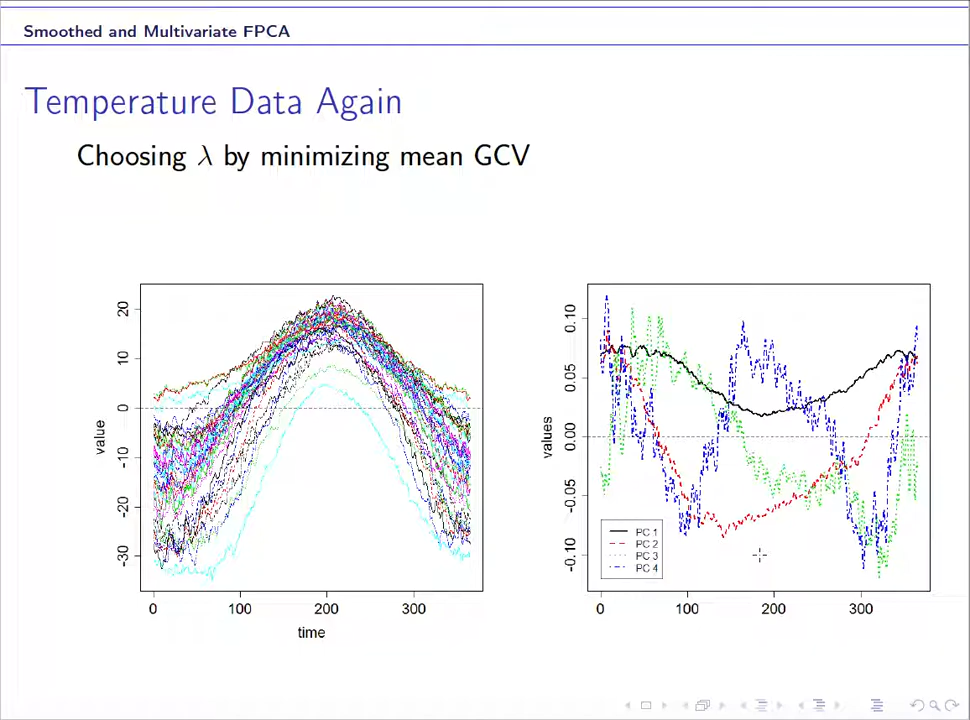 Smoothed and Multivariate FPCA
Temperature Data Again
Choosing λ by minimizing mean GCV
20
10
0
-10
-20
-30
value
0 100 200 300
time
0.10
0.05
0.00
-0.05
-0.10
values
PC 1
PC 2
PC 3
PC 4
0 100 200 300